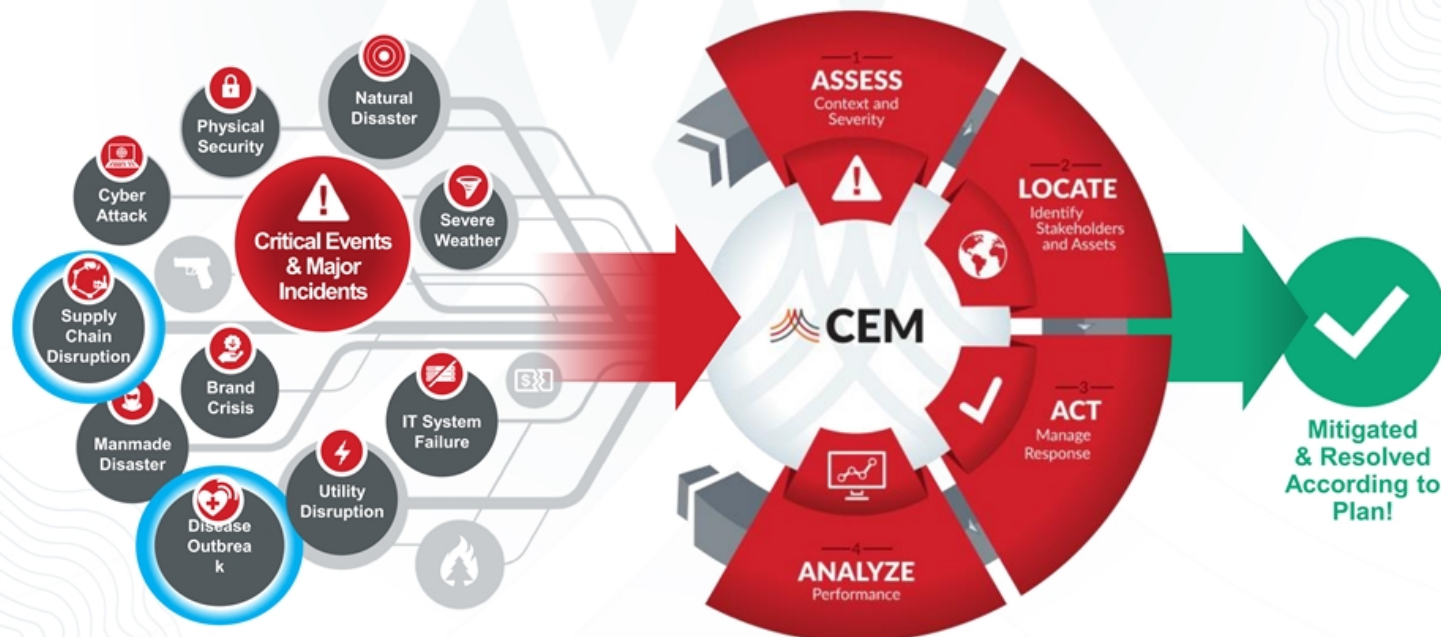 Natural
Disaster
Physical
Security
Cyber
Attack
Critical Events
& Major
Incidents
Severe
Weather
Supply
Chain
Disruption
Brand
Crisis
IT System
Failure
$
Manmade
Disaster
Utility
Disruption
Disease
Outbrea
k
1
ASSESS
Context and
Severity
2
LOCATE
Identify
Stakeholders
and Assets
CEM
3
ACT
Manage
Response
4
ANALYZE
Performance
Mitigated
& Resolved
According to
Plan!